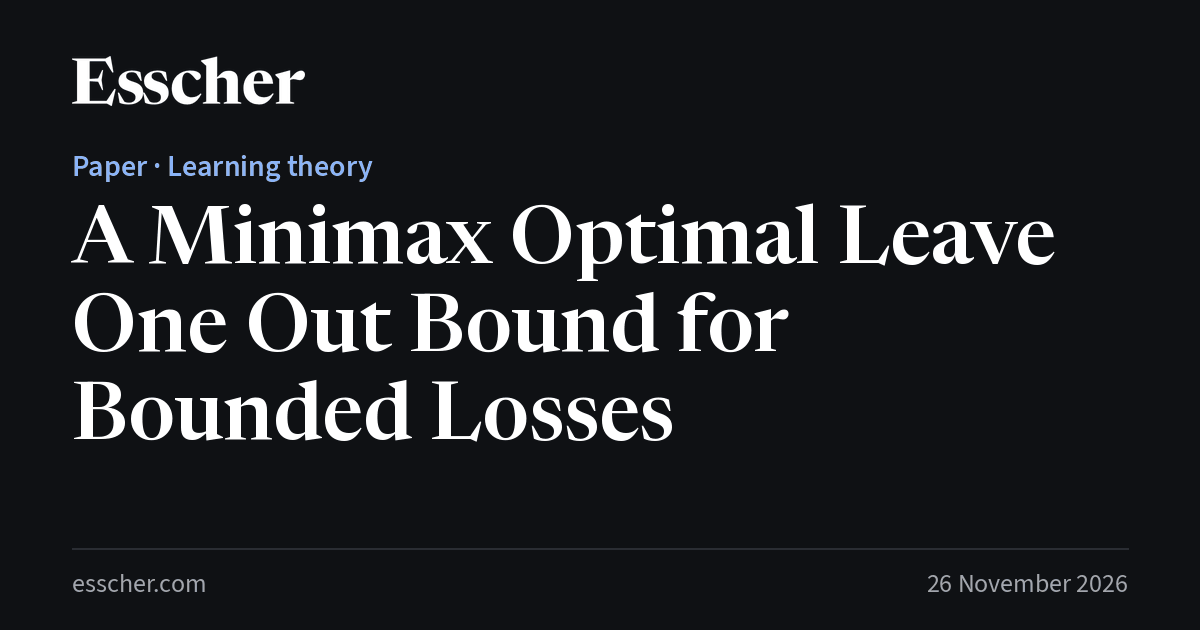 Esscher
Paper · Learning theory
A Minimax Optimal Leave
One Out Bound for
Bounded Losses
esscher.com
26 November 2026